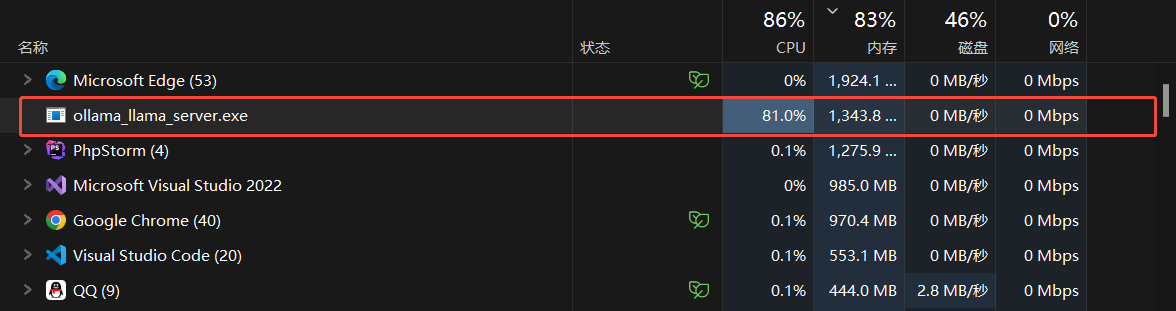 86% 83% 46% 0%
名称 状态 CPU 内存 磁盘 网络
Microsoft Edge (53) 0% 1,924.1 ... 0 MB/秒 0 Mbps
ollama_llama_server.exe 81.0% 1,343.8 ... 0 MB/秒 0 Mbps
PhpStorm (4) 0.1% 1,275.9 ... 0 MB/秒 0 Mbps
Microsoft Visual Studio 2022 0% 985.0 MB 0 MB/秒 0 Mbps
Google Chrome (40) 0.1% 970.4 MB 0 MB/秒 0 Mbps
Visual Studio Code (20) 0.1% 553.1 MB 0 MB/秒 0 Mbps
QQ (9) 0.1% 444.0 MB 2.8 MB/秒 0 Mbps